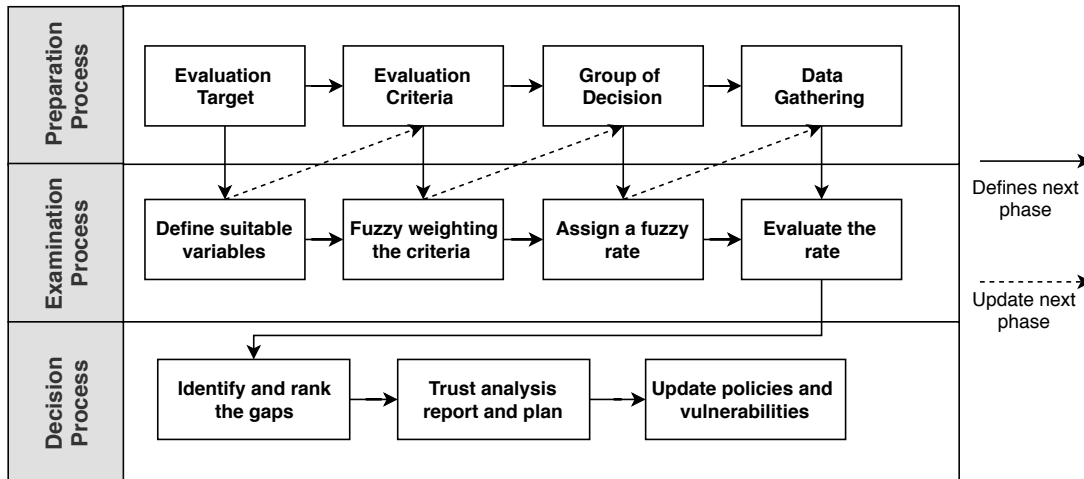 Preparation
Process
Evaluation
Target
Evaluation
Criteria
Group of
Decision
Data
Gathering
Examination
Process
Define suitable
variables
Fuzzy weighting
the criteria
Assign a fuzzy
rate
Evaluate the
rate
Decision
Process
Identify and rank
the gaps
Trust analysis
report and plan
Update policies and
vulnerabilities
Defines next
phase
Update next
phase